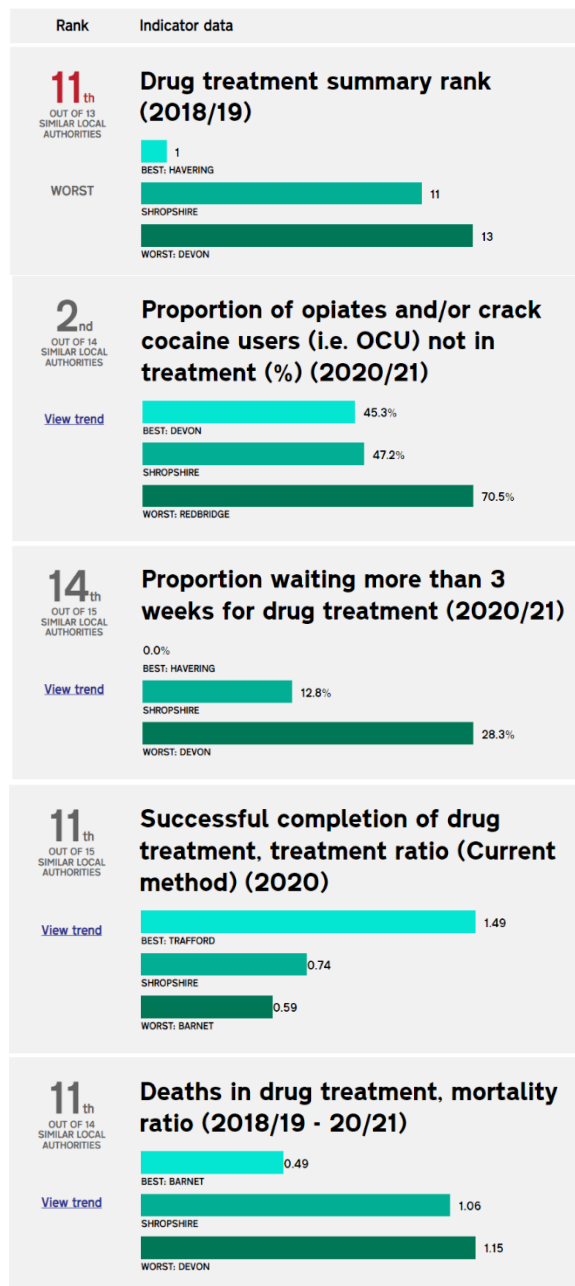 Rank Indicator data
11th
OUT OF 13
SIMILAR LOCAL
AUTHORITIES
WORST
Drug treatment summary rank
(2018/19)
1
BEST: HAVERING
11
SHROPSHIRE
13
WORST: DEVON
2nd
OUT OF 14
SIMILAR LOCAL
AUTHORITIES
View trend
Proportion of opiates and/or crack
cocaine users (i.e. OCU) not in
treatment (%) (2020/21)
45.3%
BEST: DEVON
47.2%
SHROPSHIRE
70.5%
WORST: REDBRIDGE
14th
OUT OF 15
SIMILAR LOCAL
AUTHORITIES
View trend
Proportion waiting more than 3
weeks for drug treatment (2020/21)
0.0%
BEST: HAVERING
12.8%
SHROPSHIRE
28.3%
WORST: DEVON
11th
OUT OF 15
SIMILAR LOCAL
AUTHORITIES
View trend
Successful completion of drug
treatment, treatment ratio (Current
method) (2020)
1.49
BEST: TRAFFORD
0.74
SHROPSHIRE
0.59
WORST: BARNET
11th
OUT OF 14
SIMILAR LOCAL
AUTHORITIES
View trend
Deaths in drug treatment, mortality
ratio (2018/19 - 20/21)
0.49
BEST: BARNET
1.06
SHROPSHIRE
1.15
WORST: DEVON